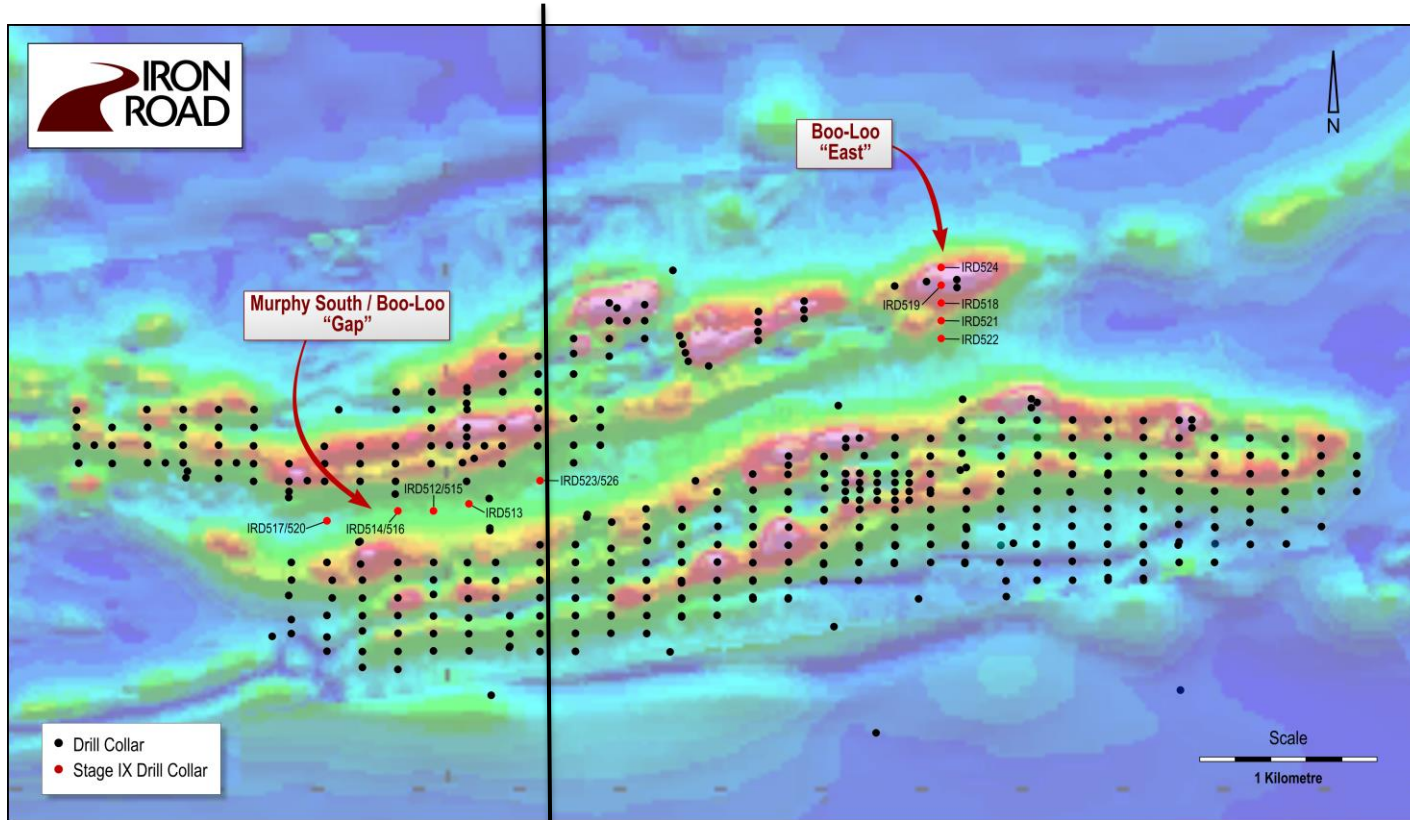 IRON
ROAD
Boo-Loo
“East”
N
IRD524
IRD519
IRD518
IRD521
IRD522
Murphy South / Boo-Loo
“Gap”
IRD512/515
IRD523/526
IRD517/520
IRD514/516
IRD513
Drill Collar
Stage IX Drill Collar
Scale
1 Kilometre